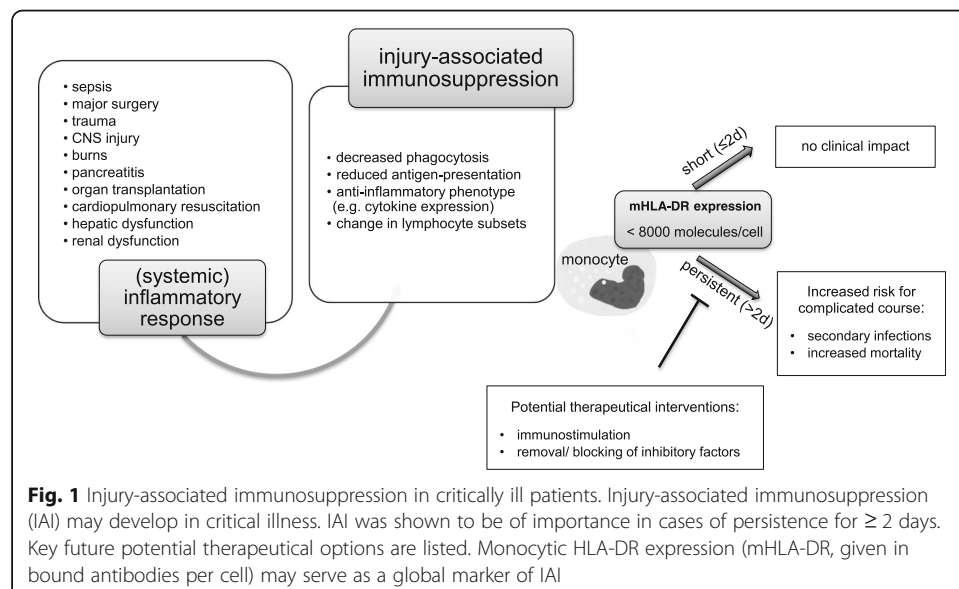 • sepsis
• major surgery
• trauma
• CNS injury
• burns
• pancreatitis
• organ transplantation
• cardiopulmonary resuscitation
• hepatic dysfunction
• renal dysfunction
(systemic)
inflammatory
response
injury-associated
immunosuppression
• decreased phagocytosis
• reduced antigen-presentation
• anti-inflammatory phenotype
(e.g. cytokine expression)
• change in lymphocyte subsets
monocyte
mHLA-DR expression
< 8000 molecules/cell
short (≤2d)
no clinical impact
persistent (>2d)
Increased risk for
complicated course:
• secondary infections
• increased mortality
Potential therapeutical interventions:
• immunostimulation
• removal/ blocking of inhibitory factors
Fig. 1 Injury-associated immunosuppression in critically ill patients. Injury-associated immunosuppression
(IAI) may develop in critical illness. IAI was shown to be of importance in cases of persistence for ≥ 2 days.
Key future potential therapeutical options are listed. Monocytic HLA-DR expression (mHLA-DR, given in
bound antibodies per cell) may serve as a global marker of IAI